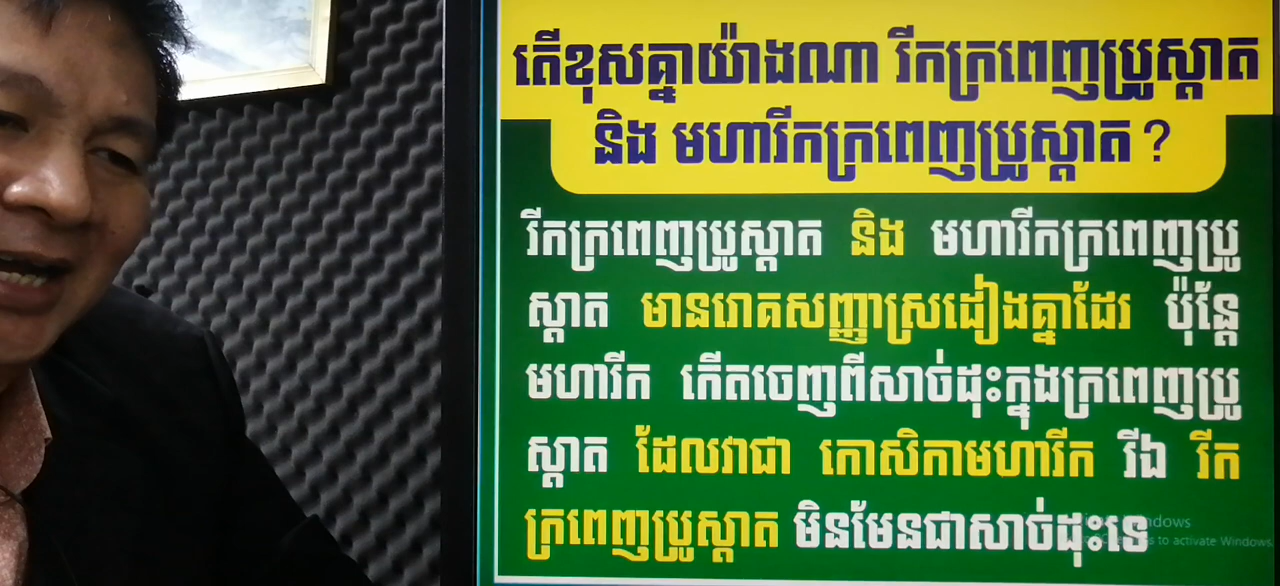 តើខុសគ្នាយ៉ាងណា រីកក្រពេញប្រូស្តាត
និង មហារីកក្រពេញប្រូស្តាត ?
រីកក្រពេញប្រូស្តាត និង មហារីកក្រពេញប្រូ
ស្តាត មានរោគសញ្ញាស្រដៀងគ្នាដែរ ប៉ុន្តែ
មហារីក កើតចេញពីសាច់ដុះក្នុងក្រពេញប្រូ
ស្តាត ដែលវាជា កោសិកាមហារីក រីឯ រីក
ក្រពេញប្រូស្តាត មិនមែនជាសាច់ដុះទេ
Windows
to activate Windows.